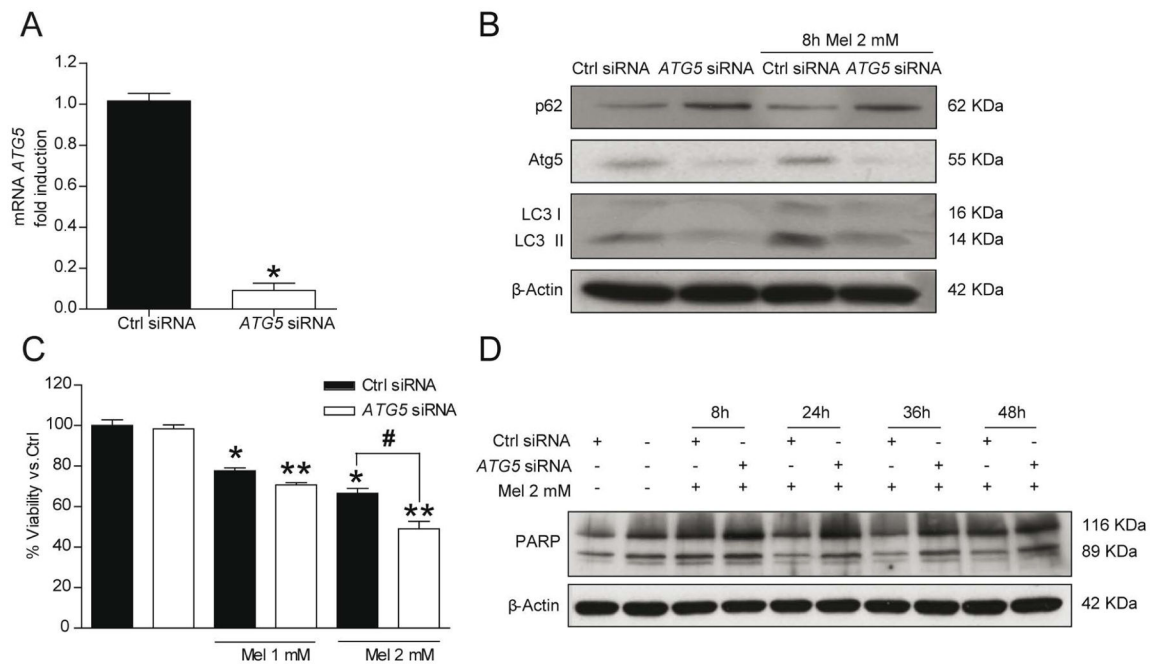 A
mRNA ATG5
fold induction
1.2
1.0
0.8
0.6
0.4
0.2
0.0
*
Ctrl siRNA ATG5 siRNA
B
8h Mel 2 mM
Ctrl siRNA ATG5 siRNA Ctrl siRNA ATG5 siRNA
p62 62 KDa
Atg5 55 KDa
LC3 I 16 KDa
LC3 II 14 KDa
β-Actin 42 KDa
C
% Viability vs.Ctrl
120
100
80
60
40
20
0
Ctrl siRNA
ATG5 siRNA
#
* ** * **
Mel 1 mM Mel 2 mM
D
8h 24h 36h 48h
Ctrl siRNA + - + - + - + - + -
ATG5 siRNA - - - + - + - + - +
Mel 2 mM - - + + + + + + + +
PARP 116 KDa
89 KDa
β-Actin 42 KDa